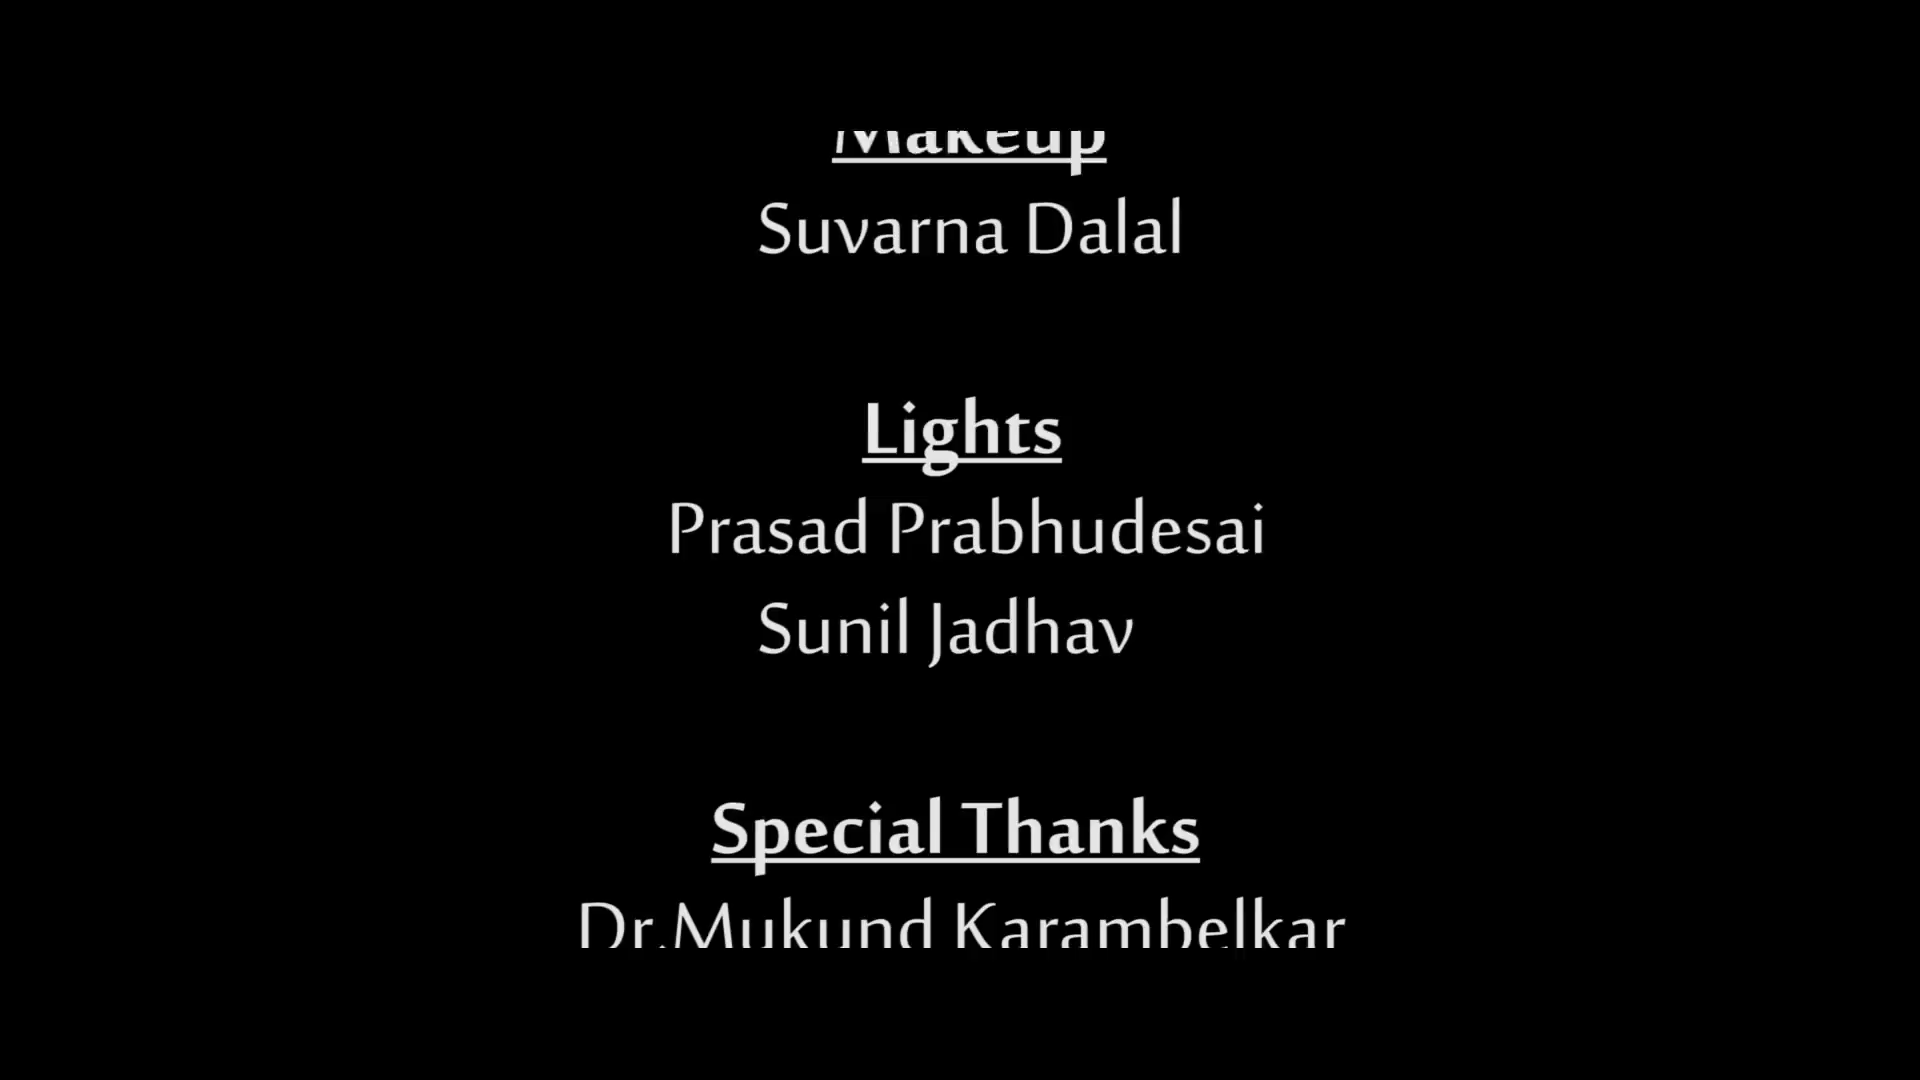 Makeup
Suvarna Dalal
Lights
Prasad Prabhudesai
Sunil Jadhav
Special Thanks
Dr.Mukund Karambelkar